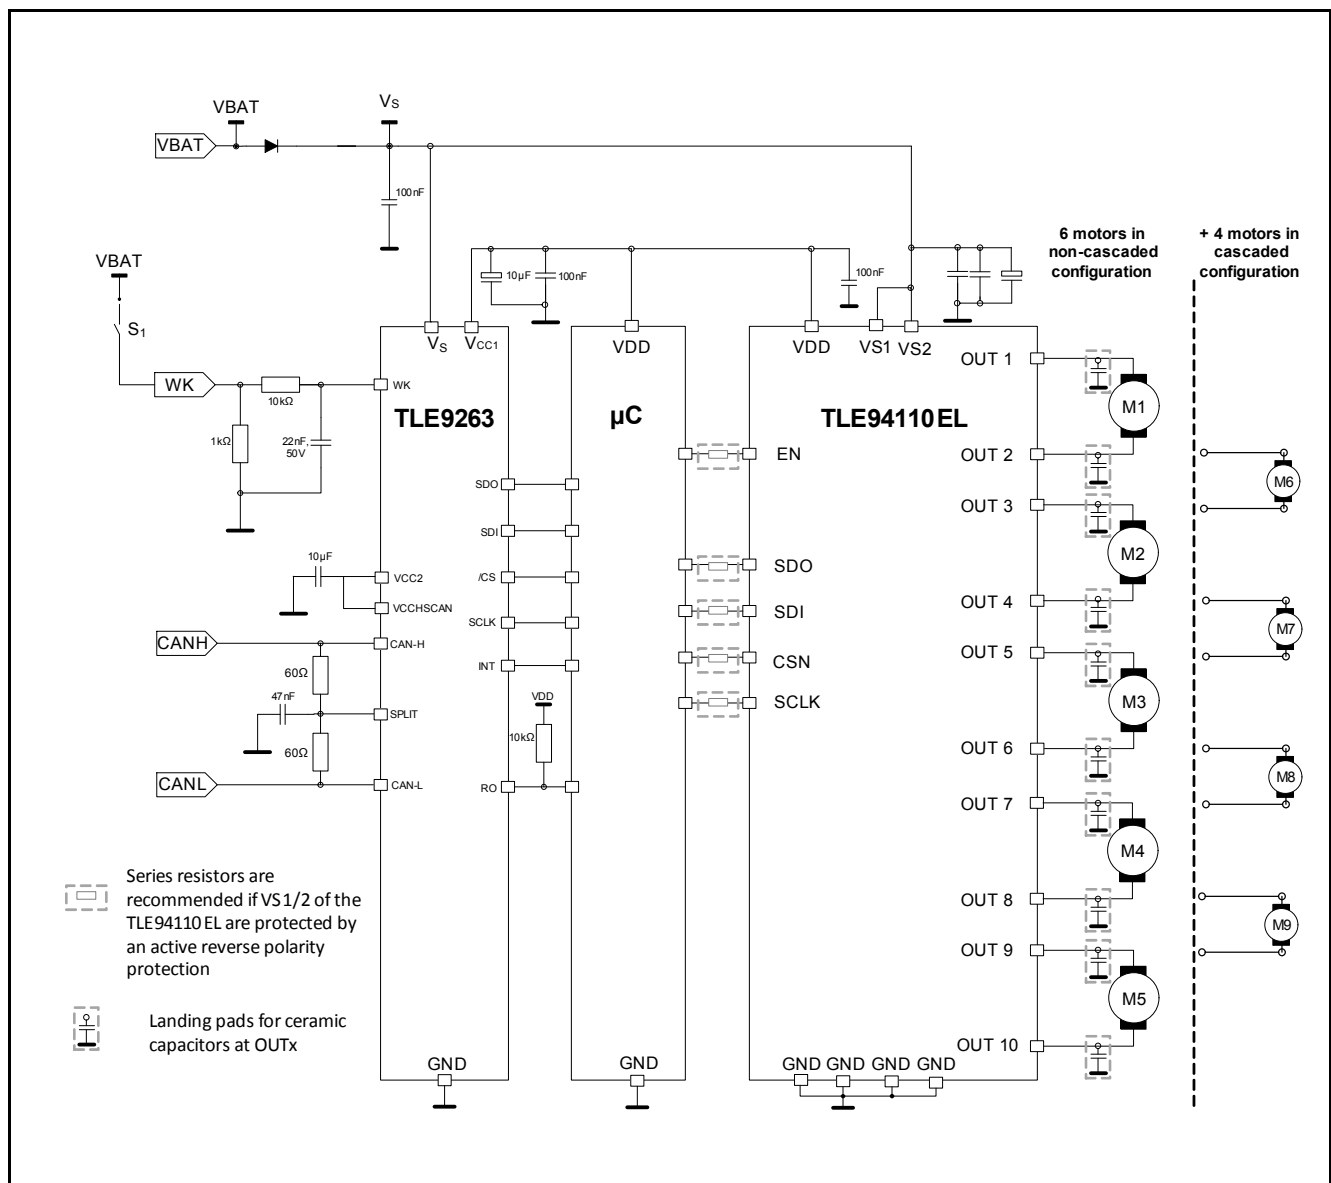 VBAT
VS
VBAT
100nF
6 motors in
non-cascaded
configuration
+ 4 motors in
cascaded
configuration
VBAT
10µF
100nF
100nF
S1
VS
VCC1
VDD
VDD
VS1
VS2
WK
10kΩ
WK
1kΩ
22nF,
50V
TLE9263
µC
TLE94110EL
OUT 1
M1
EN
OUT 2
M6
SDO
OUT 3
SDI
M2
10µF
VCC2
/CS
SDO
VCCHSCAN
SCLK
SDI
OUT 4
M7
CANH
CAN-H
INT
CSN
OUT 5
60Ω
47nF
SPLIT
VDD
SCLK
M3
60Ω
10kΩ
OUT 6
CANL
CAN-L
RO
M8
OUT 7
M4
Series resistors are
recommended if VS1/2 of the
TLE94110EL are protected by
an active reverse polarity
protection
OUT 8
M9
OUT 9
M5
Landing pads for ceramic
capacitors at OUTx
OUT 10
GND
GND
GND
GND
GND
GND